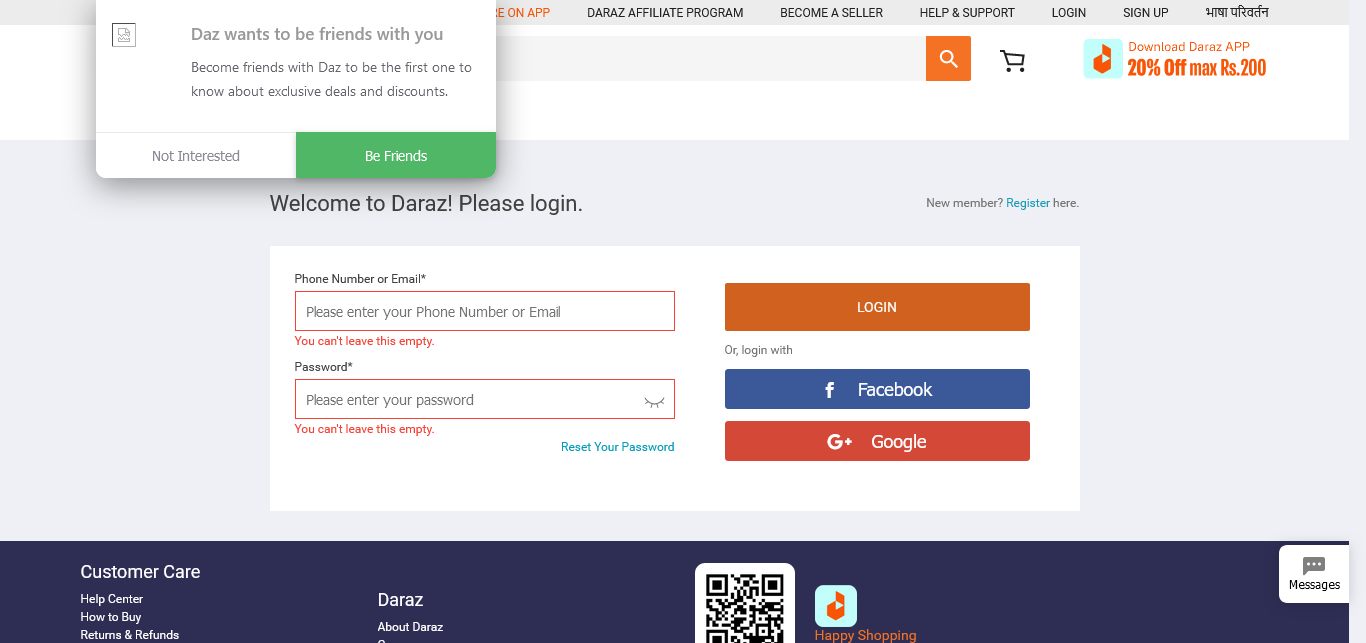 RE ON APP
DARAZ AFFILIATE PROGRAM
BECOME A SELLER
HELP & SUPPORT
LOGIN
SIGN UP
भाषा परिवर्तन
Daz wants to be friends with you
Become friends with Daz to be the first one to
know about exclusive deals and discounts.
Not Interested
Be Friends
Download Daraz APP
20% Off max Rs.200
Welcome to Daraz! Please login.
New member? Register here.
Phone Number or Email*
Please enter your Phone Number or Email
You can't leave this empty.
Password*
Please enter your password
You can't leave this empty.
Reset Your Password
LOGIN
Or, login with
Facebook
Google
Customer Care
Help Center
How to Buy
Returns & Refunds
Daraz
About Daraz
Happy Shopping
Messages